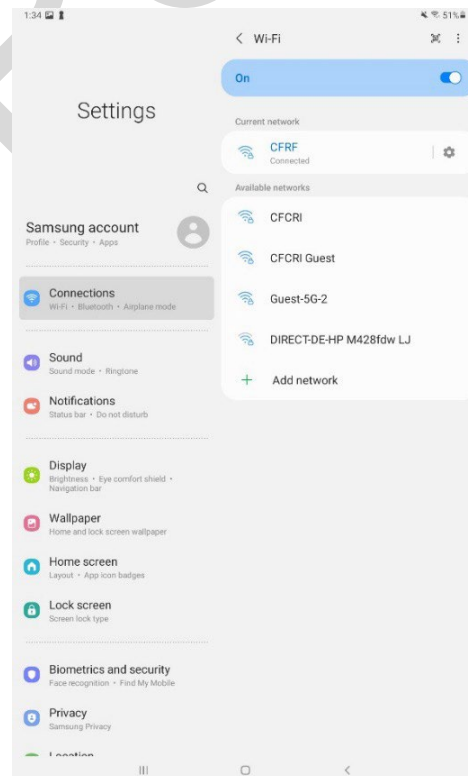 1:34
51%
Settings
Samsung account
Profile • Security • Apps
Connections
Wi-Fi • Bluetooth • Airplane mode
Sound
Sound mode • Ringtone
Notifications
Status bar • Do not disturb
Display
Brightness • Eye comfort shield •
Navigation bar
Wallpaper
Home and lock screen wallpaper
Home screen
Layout • App icon badges
Lock screen
Screen lock type
Biometrics and security
Face recognition • Find My Mobile
Privacy
Samsung Privacy
Location
Wi-Fi
On
Current network
CFRF
Connected
Available networks
CFCRI
CFCRI Guest
Guest-5G-2
DIRECT-DE-HP M428fdw LJ
Add network